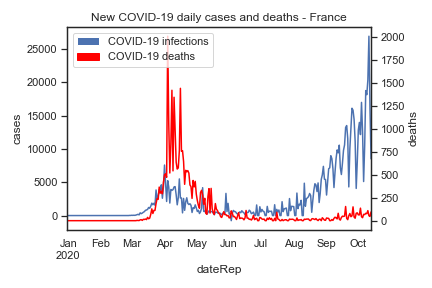 New COVID-19 daily cases and deaths - France
COVID-19 infections
COVID-19 deaths
25000
20000
15000
10000
5000
0
cases
2000
1750
1500
1250
1000
750
500
250
0
deaths
Jan Feb Mar Apr May Jun Jul Aug Sep Oct
2020
dateRep